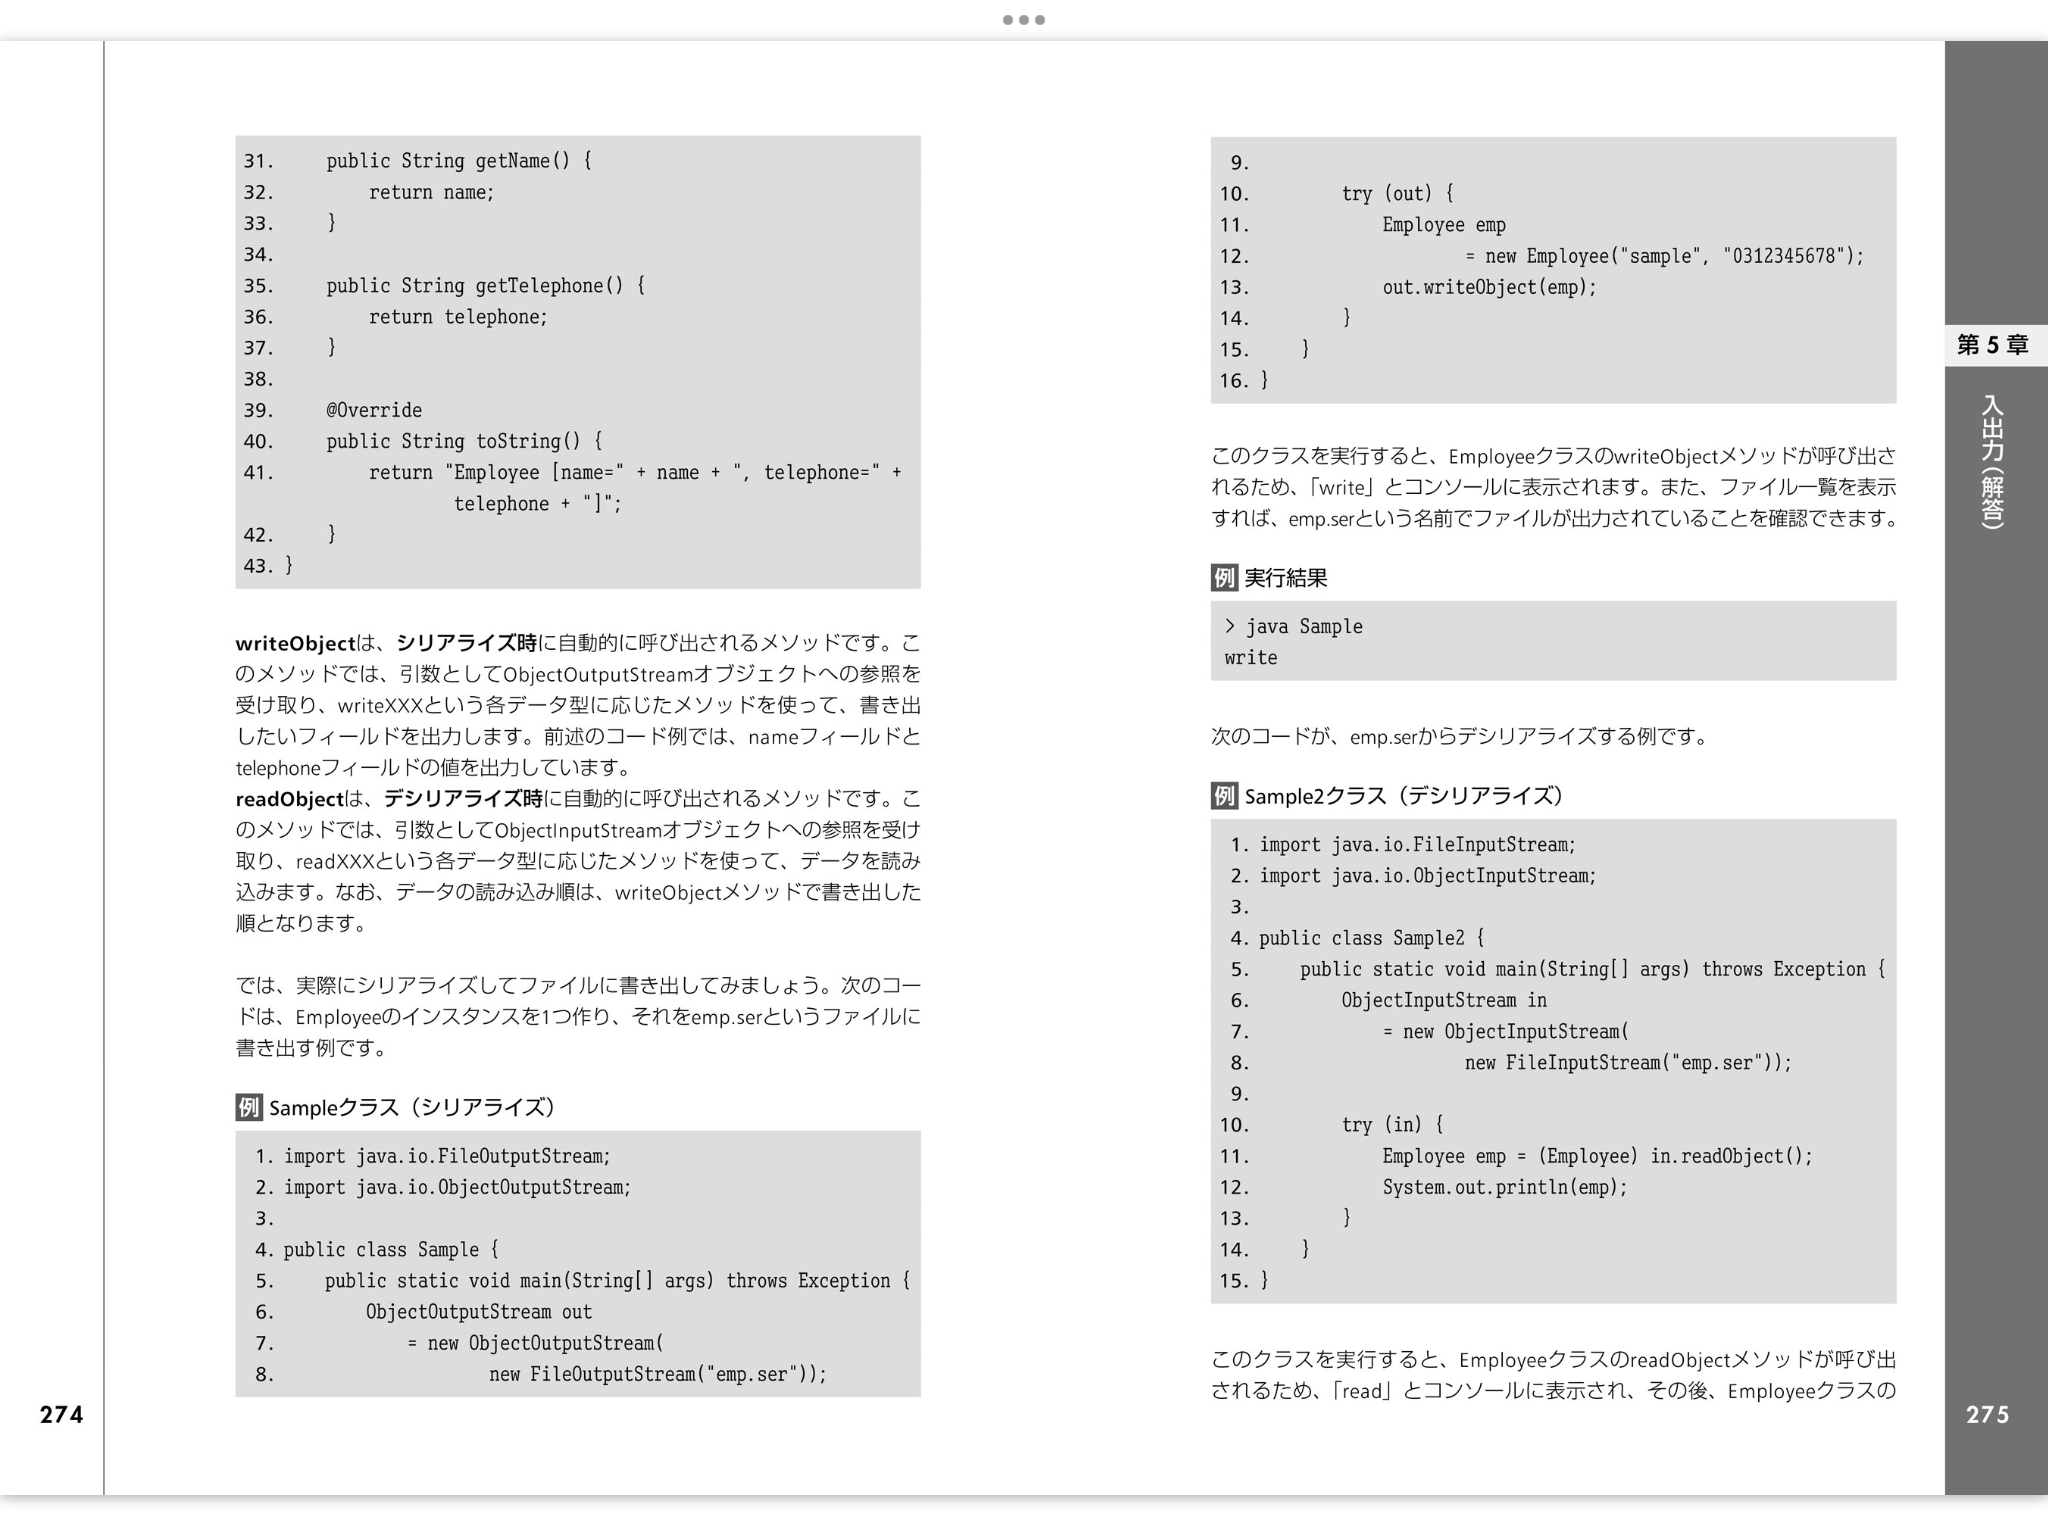 31.     public String getName() {
32.         return name;
33.     }
34.
35.     public String getTelephone() {
36.         return telephone;
37.     }
38.
39.     @Override
40.     public String toString() {
41.         return "Employee [name=" + name + ", telephone=" +
                    telephone + "]";
42.     }
43. }
writeObjectは、シリアライズ時に自動的に呼び出されるメソッドです。こ
のメソッドでは、引数としてObjectOutputStreamオブジェクトへの参照を
受け取り、writeXXXという各データ型に応じたメソッドを使って、書き出
したいフィールドを出力します。前述のコード例では、nameフィールドと
telephoneフィールドの値を出力しています。
readObjectは、デシリアライズ時に自動的に呼び出されるメソッドです。こ
のメソッドでは、引数としてObjectInputStreamオブジェクトへの参照を受け
取り、readXXXという各データ型に応じたメソッドを使って、データを読み
込みます。なお、データの読み込み順は、writeObjectメソッドで書き出した
順となります。
では、実際にシリアライズしてファイルに書き出してみましょう。次のコー
ドは、Employeeのインスタンスを1つ作り、それをemp.serというファイルに
書き出す例です。
例 Sampleクラス（シリアライズ）
1. import java.io.FileOutputStream;
2. import java.io.ObjectOutputStream;
3.
4. public class Sample {
5.     public static void main(String[] args) throws Exception {
6.         ObjectOutputStream out
7.             = new ObjectOutputStream(
8.                     new FileOutputStream("emp.ser"));
274
9.
10.         try (out) {
11.             Employee emp
12.                     = new Employee("sample", "0312345678");
13.             out.writeObject(emp);
14.         }
15.     }
16. }
このクラスを実行すると、EmployeeクラスのwriteObjectメソッドが呼び出さ
れるため、「write」とコンソールに表示されます。また、ファイル一覧を表示
すれば、emp.serという名前でファイルが出力されていることを確認できます。
例 実行結果
> java Sample
write
次のコードが、emp.serからデシリアライズする例です。
例 Sample2クラス（デシリアライズ）
1. import java.io.FileInputStream;
2. import java.io.ObjectInputStream;
3.
4. public class Sample2 {
5.     public static void main(String[] args) throws Exception {
6.         ObjectInputStream in
7.             = new ObjectInputStream(
8.                     new FileInputStream("emp.ser"));
9.
10.         try (in) {
11.             Employee emp = (Employee) in.readObject();
12.             System.out.println(emp);
13.         }
14.     }
15. }
このクラスを実行すると、EmployeeクラスのreadObjectメソッドが呼び出
されるため、「read」とコンソールに表示され、その後、Employeeクラスの
第5章
入出力（解答）
275